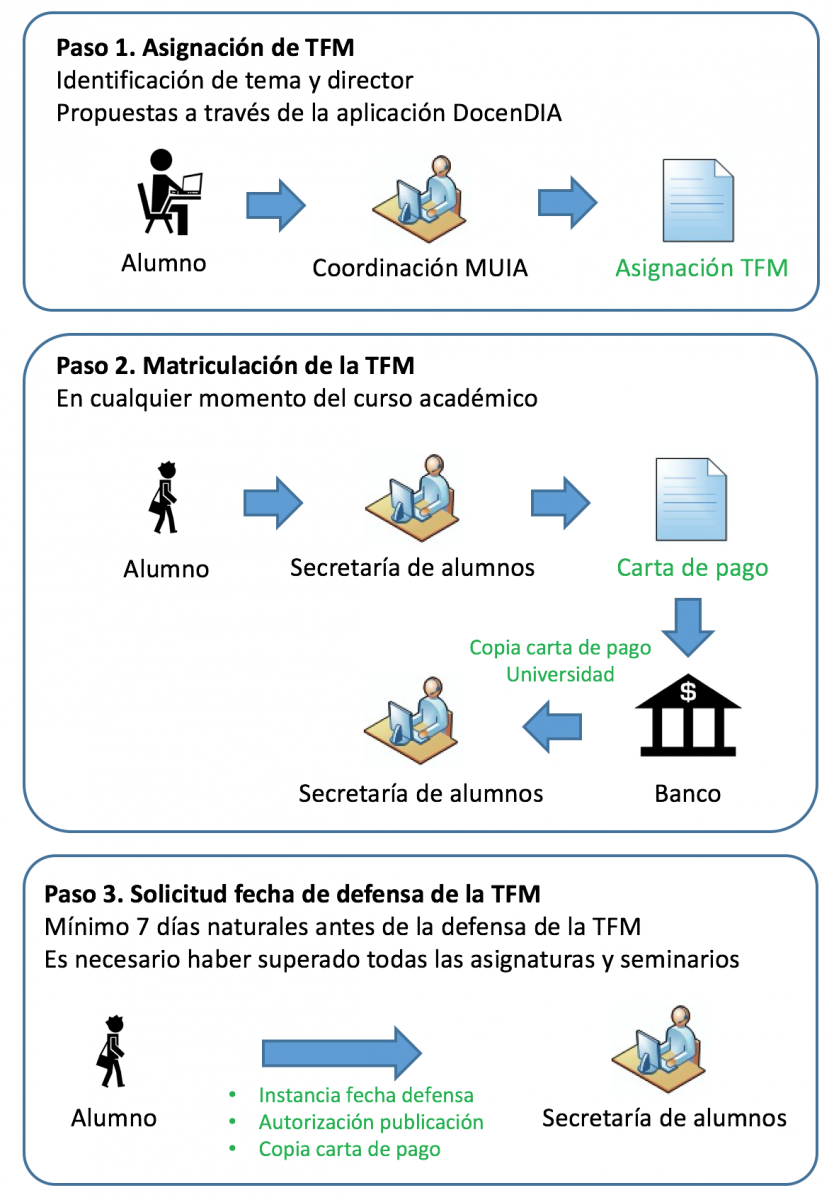 Paso 1. Asignación de TFM
Identificación de tema y director
Propuestas a través de la aplicación DocenDIA
Alumno
Coordinación MUIA
Asignación TFM
Paso 2. Matriculación de la TFM
En cualquier momento del curso académico
Alumno
Secretaría de alumnos
Carta de pago
Copia carta de pago
Universidad
$
Secretaría de alumnos
Banco
Paso 3. Solicitud fecha de defensa de la TFM
Mínimo 7 días naturales antes de la defensa de la TFM
Es necesario haber superado todas las asignaturas y seminarios
• Instancia fecha defensa
• Autorización publicación
• Copia carta de pago
Alumno
Secretaría de alumnos